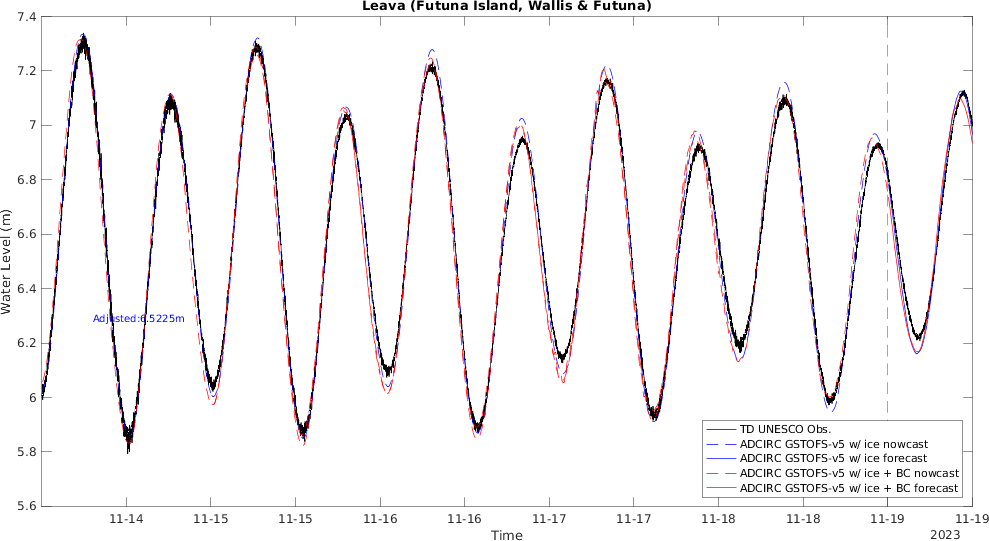 Leava (Futuna Island, Wallis & Futuna)
7.4
7.2
7
6.8
6.6
6.4
6.2
6
5.8
5.6
Water Level (m)
Adjusted:6.5225m
TD UNESCO Obs.
ADCIRC GSTOFS-v5 w/ ice nowcast
ADCIRC GSTOFS-v5 w/ ice forecast
ADCIRC GSTOFS-v5 w/ ice + BC nowcast
ADCIRC GSTOFS-v5 w/ ice + BC forecast
11-14 11-15 11-15 11-16 11-16 11-17 11-17 11-18 11-18 11-19 11-19
Time
2023